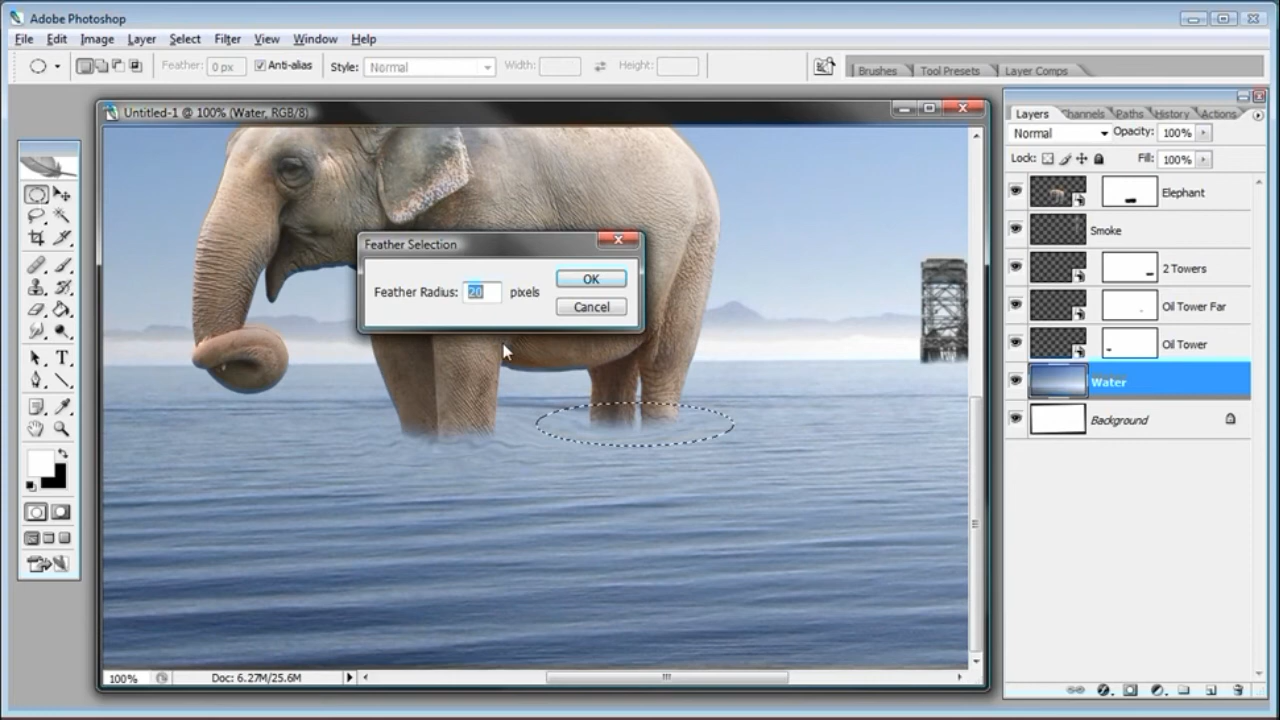 Adobe Photoshop
File Edit Image Layer Select Filter View Window Help
Feather: 0 px Anti-alias Style: Normal Width: Height:
Brushes Tool Presets Layer Comps
Untitled-1 @ 100% (Water, RGB/8)
Layers Channels Paths History Actions
Normal Opacity: 100%
Lock: Fill: 100%
Elephant
Smoke
2 Towers
Oil Tower Far
Oil Tower
Water
Background
Feather Selection
Feather Radius: 20 pixels
OK
Cancel
T
100% Doc: 6.27M/25.6M